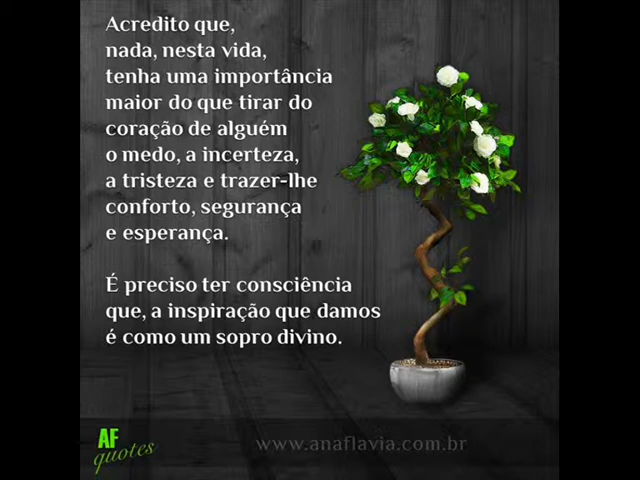 Acredito que,
nada, nesta vida,
tenha uma importância
maior do que tirar do
coração de alguém
o medo, a incerteza,
a tristeza e trazer-lhe
conforto, segurança
e esperança.
É preciso ter consciência
que, a inspiração que damos
é como um sopro divino.
AF
quotes
www.anaflavia.com.br